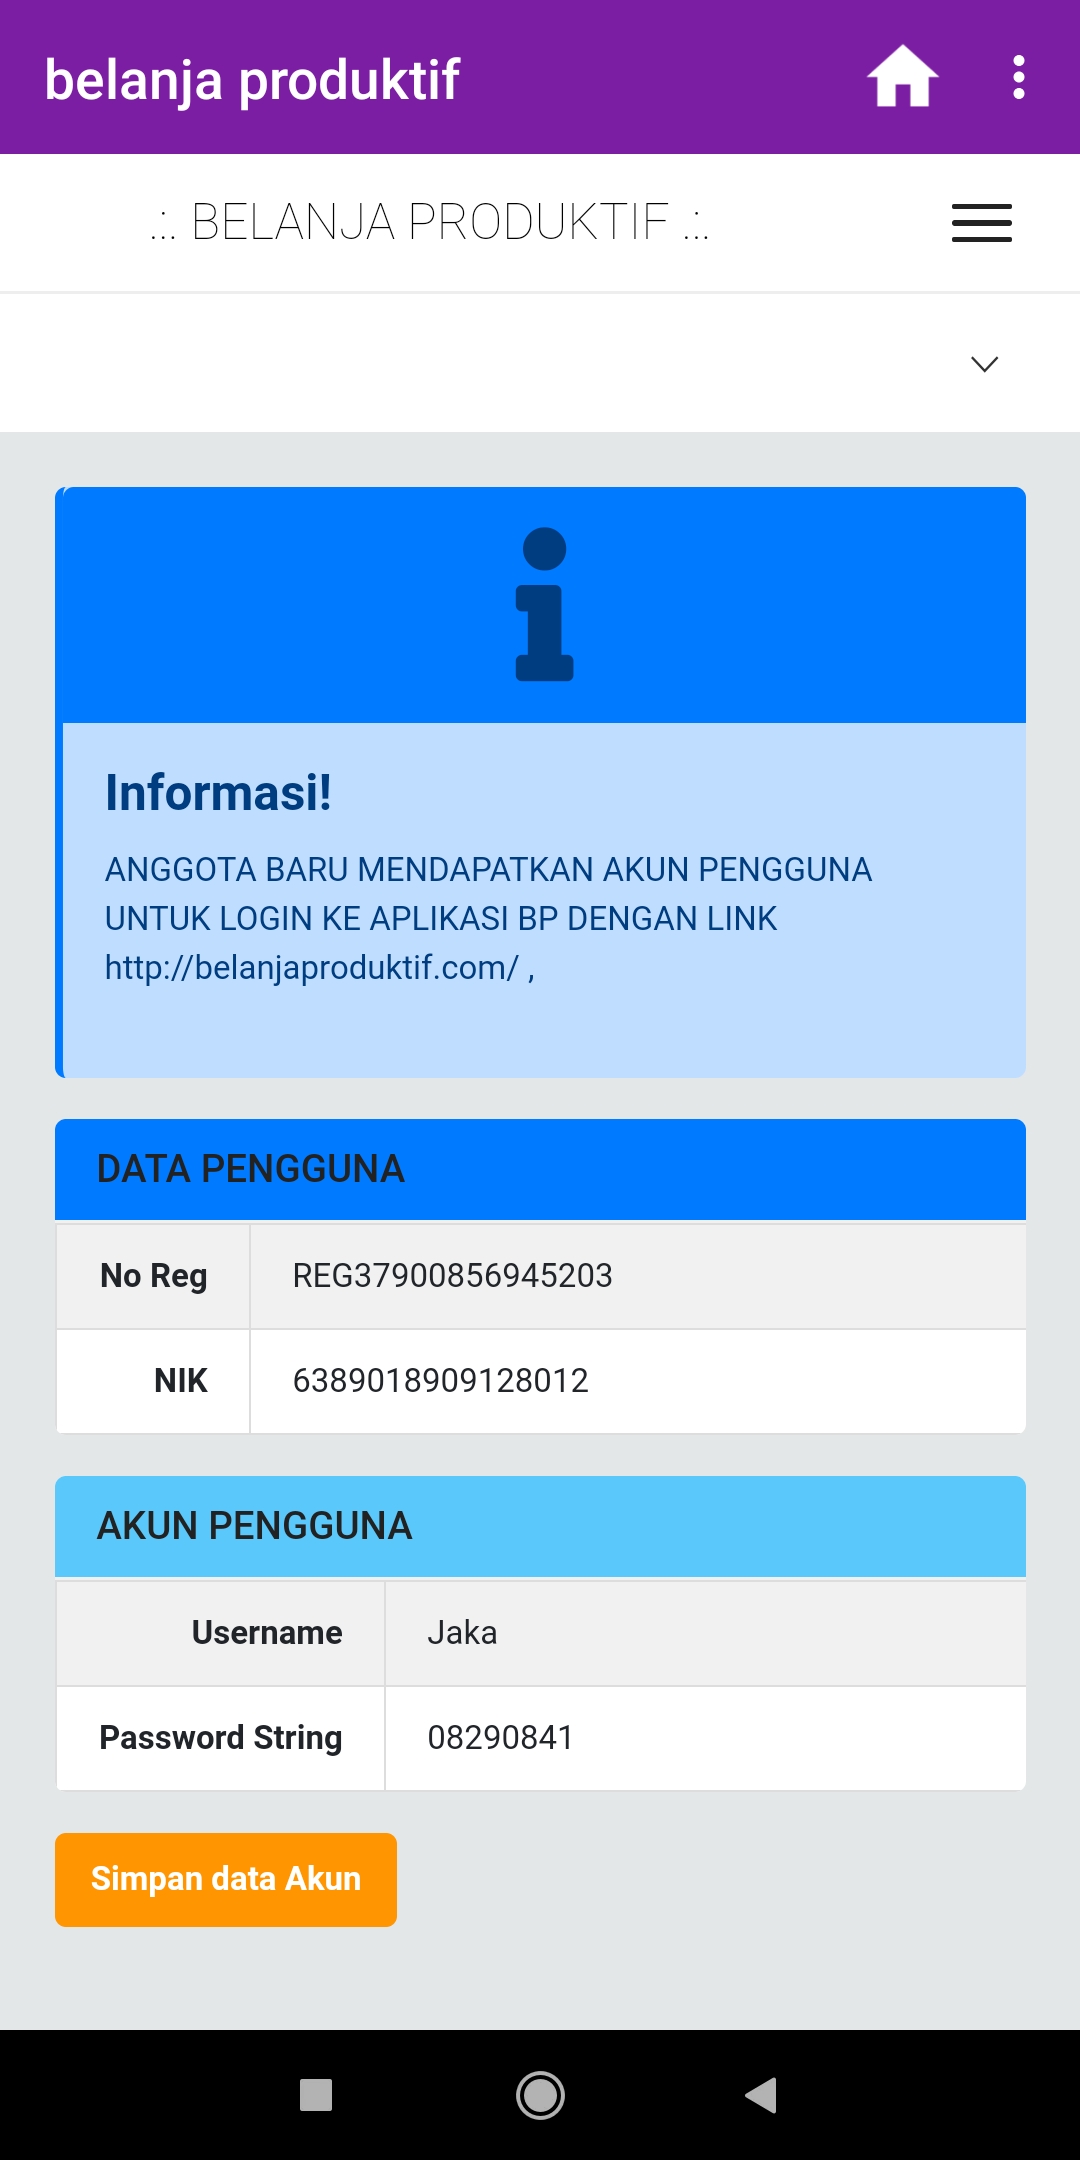 belanja produktif
.:. BELANJA PRODUKTIF .:.
Informasi!
ANGGOTA BARU MENDAPATKAN AKUN PENGGUNA
UNTUK LOGIN KE APLIKASI BP DENGAN LINK
http://belanjaproduktif.com/ ,
DATA PENGGUNA
No Reg REG37900856945203
NIK 6389018909128012
AKUN PENGGUNA
Username Jaka
Password String 08290841
Simpan data Akun